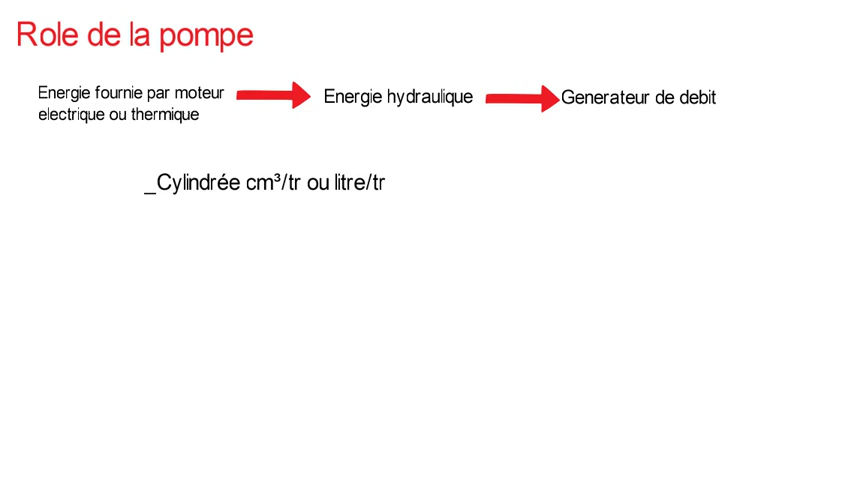 Role de la pompe
Energie fournie par moteur
electrique ou thermique
Energie hydraulique
Generateur de debit
_Cylindrée cm³/tr ou litre/tr